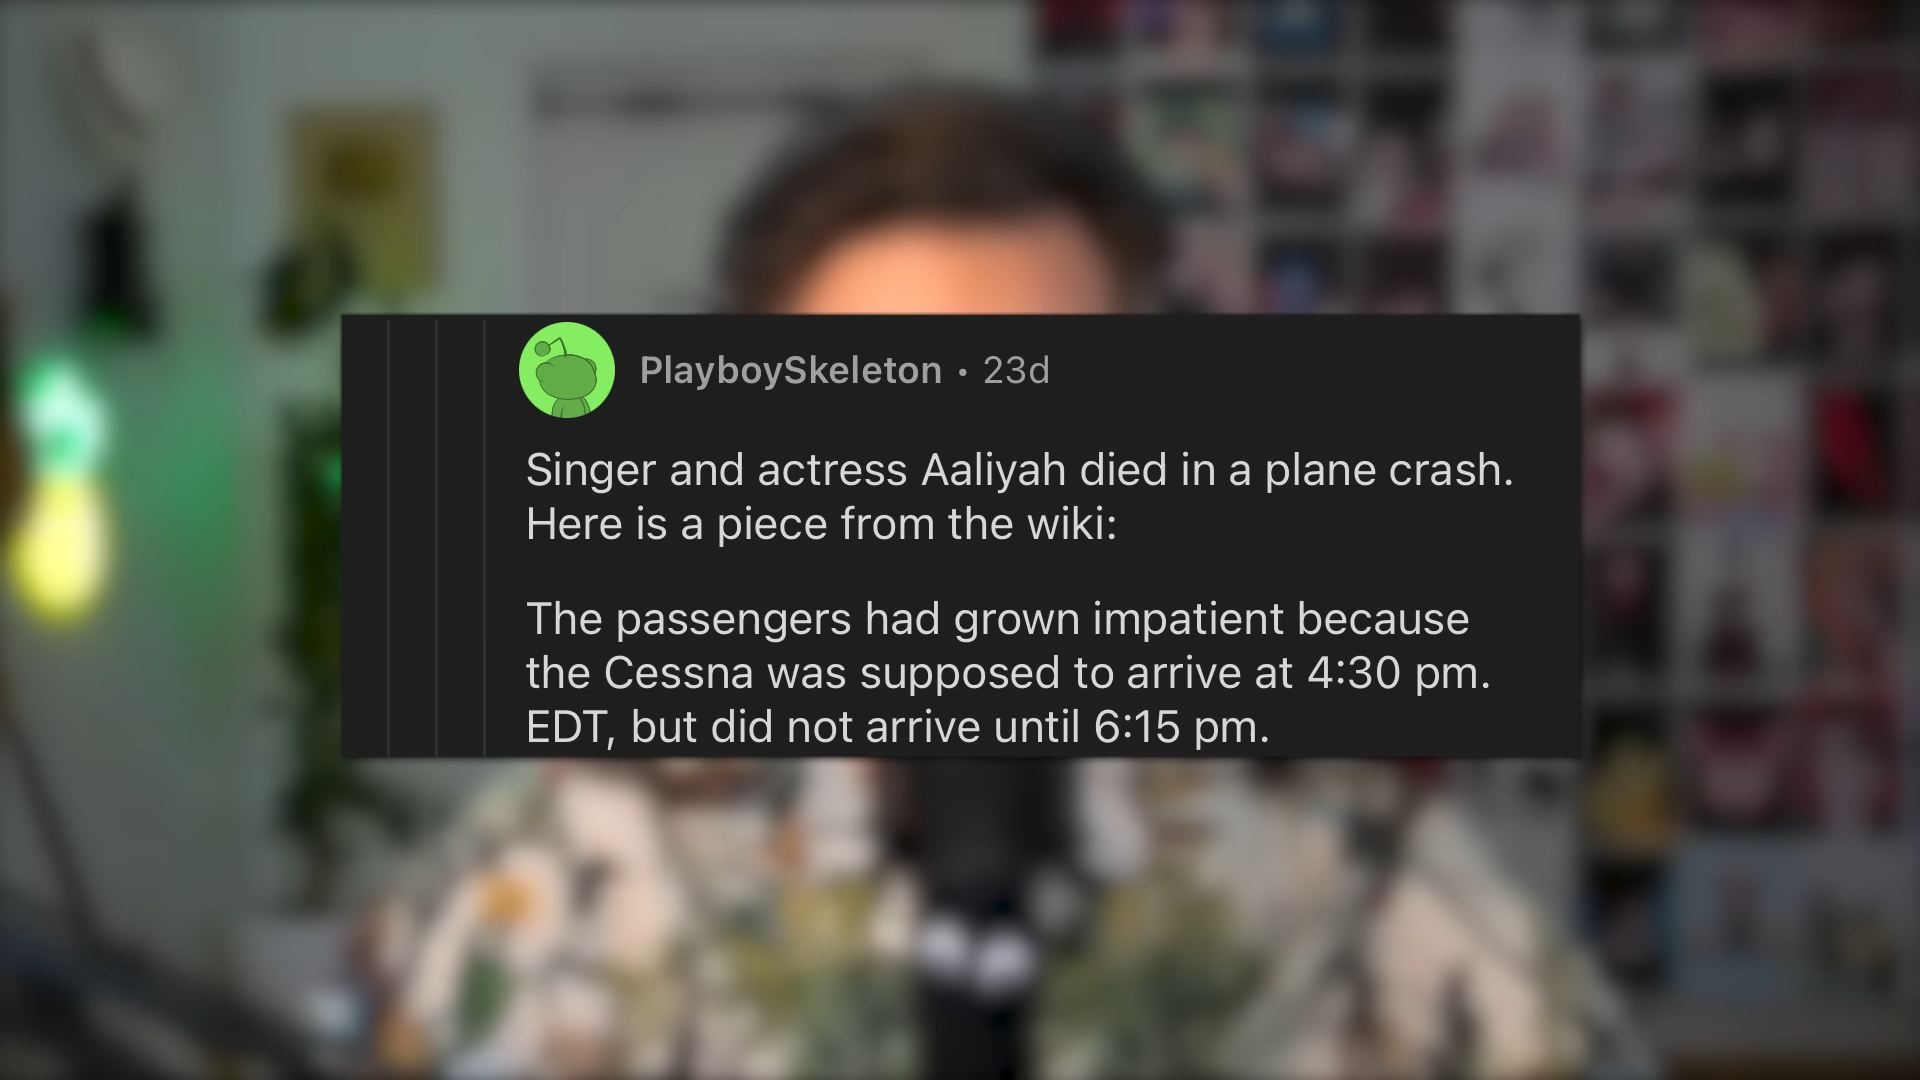 PlayboySkeleton • 23d
Singer and actress Aaliyah died in a plane crash.
Here is a piece from the wiki:
The passengers had grown impatient because
the Cessna was supposed to arrive at 4:30 pm.
EDT, but did not arrive until 6:15 pm.